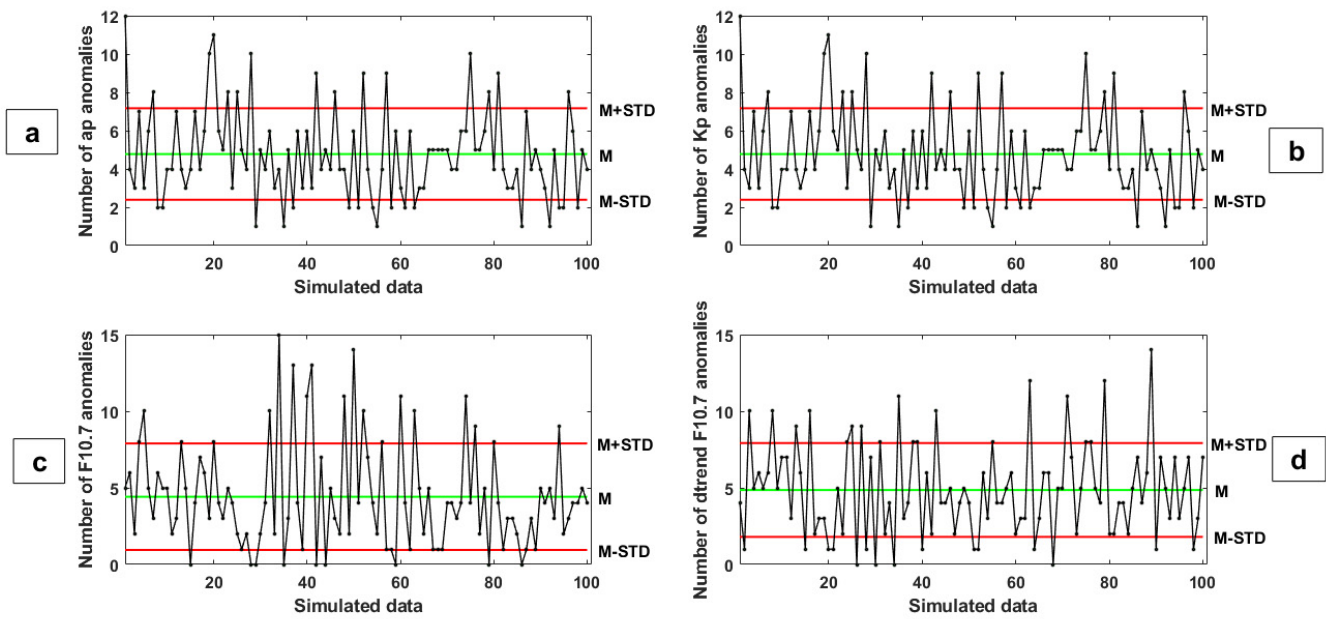 a
Number of ap anomalies
12
10
8
6
4
2
0
20
40
60
80
100
Simulated data
M+STD
M
M-STD
b
Number of Kp anomalies
12
10
8
6
4
2
0
20
40
60
80
100
Simulated data
M+STD
M
M-STD
c
Number of F10.7 anomalies
15
10
5
0
20
40
60
80
100
Simulated data
M+STD
M
M-STD
d
Number of dtrend F10.7 anomalies
15
10
5
0
20
40
60
80
100
Simulated data
M+STD
M
M-STD